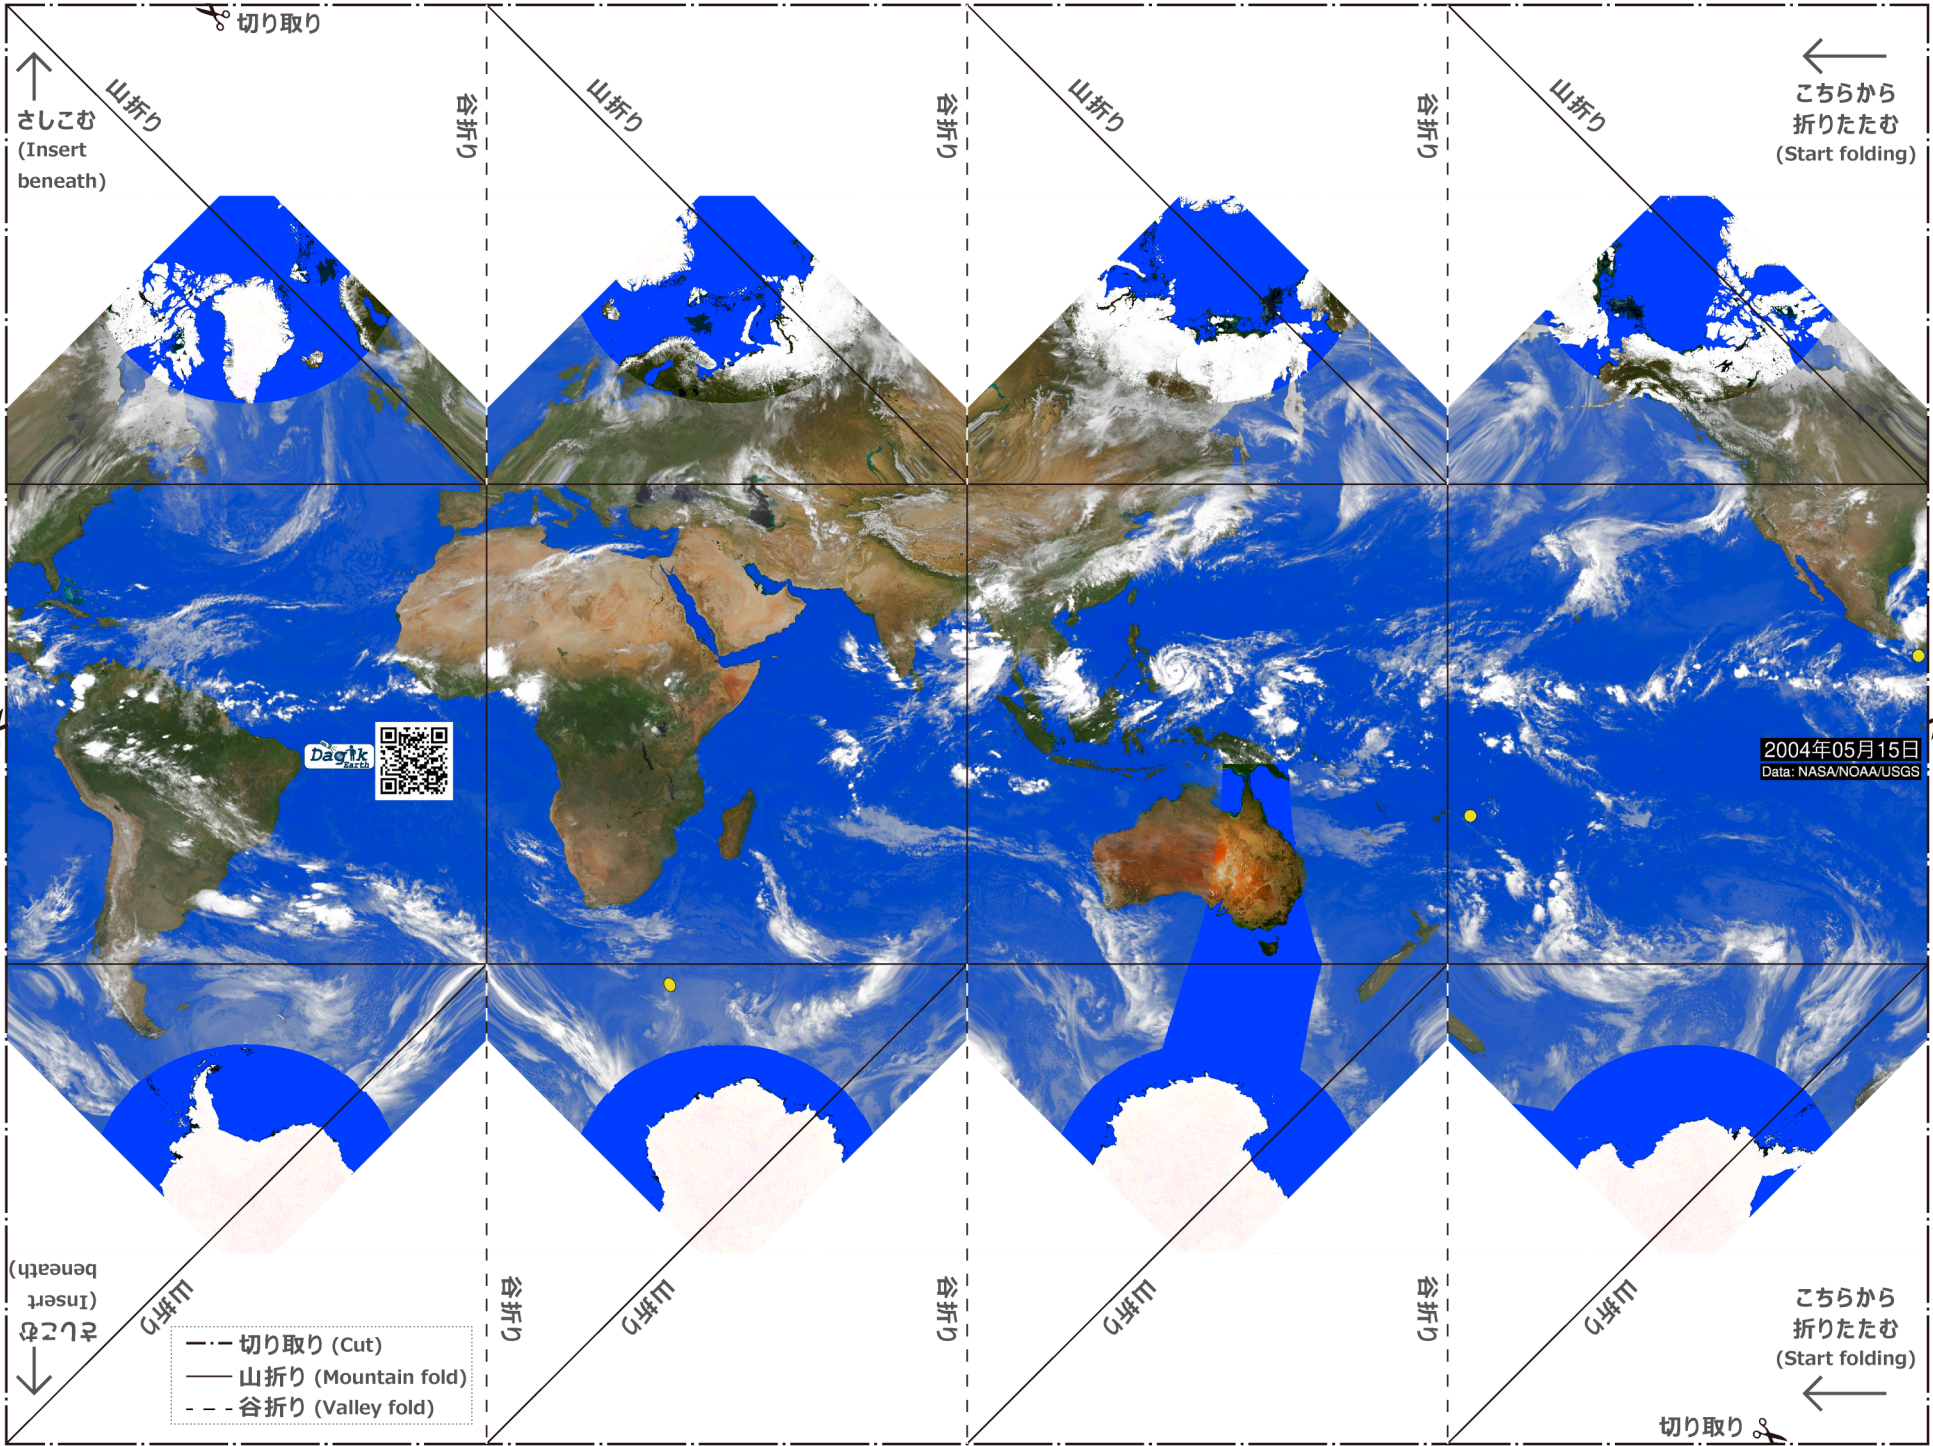 切り取り
山折り
谷折り
山折り
谷折り
山折り
谷折り
山折り
さしこむ
(Insert
beneath)
こちらから
折りたたむ
(Start folding)
Dagik
Earth
2004年05月15日
Data: NASA/NOAA/USGS
さしこむ
(Insert
beneath)
山折り
谷折り
山折り
谷折り
山折り
谷折り
山折り
こちらから
折りたたむ
(Start folding)
切り取り (Cut)
山折り (Mountain fold)
谷折り (Valley fold)
切り取り